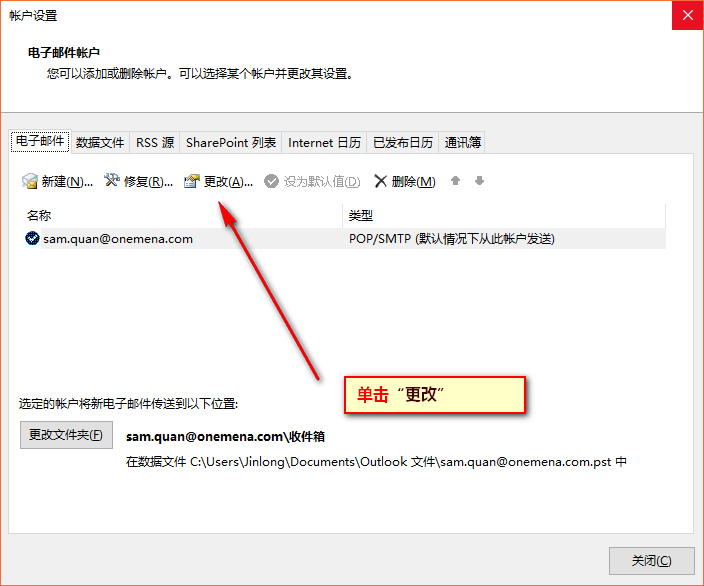 帐户设置
电子邮件帐户
您可以添加或删除帐户。可以选择某个帐户并更改其设置。
电子邮件 数据文件 RSS 源 SharePoint 列表 Internet 日历 已发布日历 通讯簿
新建(N)... 修复(R)... 更改(A)... 设为默认值(D) 删除(M)
名称 类型
sam.quan@onemena.com POP/SMTP (默认情况下从此帐户发送)
单击“更改”
选定的帐户将新电子邮件传送到以下位置:
更改文件夹(F) sam.quan@onemena.com\收件箱
在数据文件 C:\Users\Jinlong\Documents\Outlook 文件\sam.quan@onemena.com.pst 中
关闭(C)